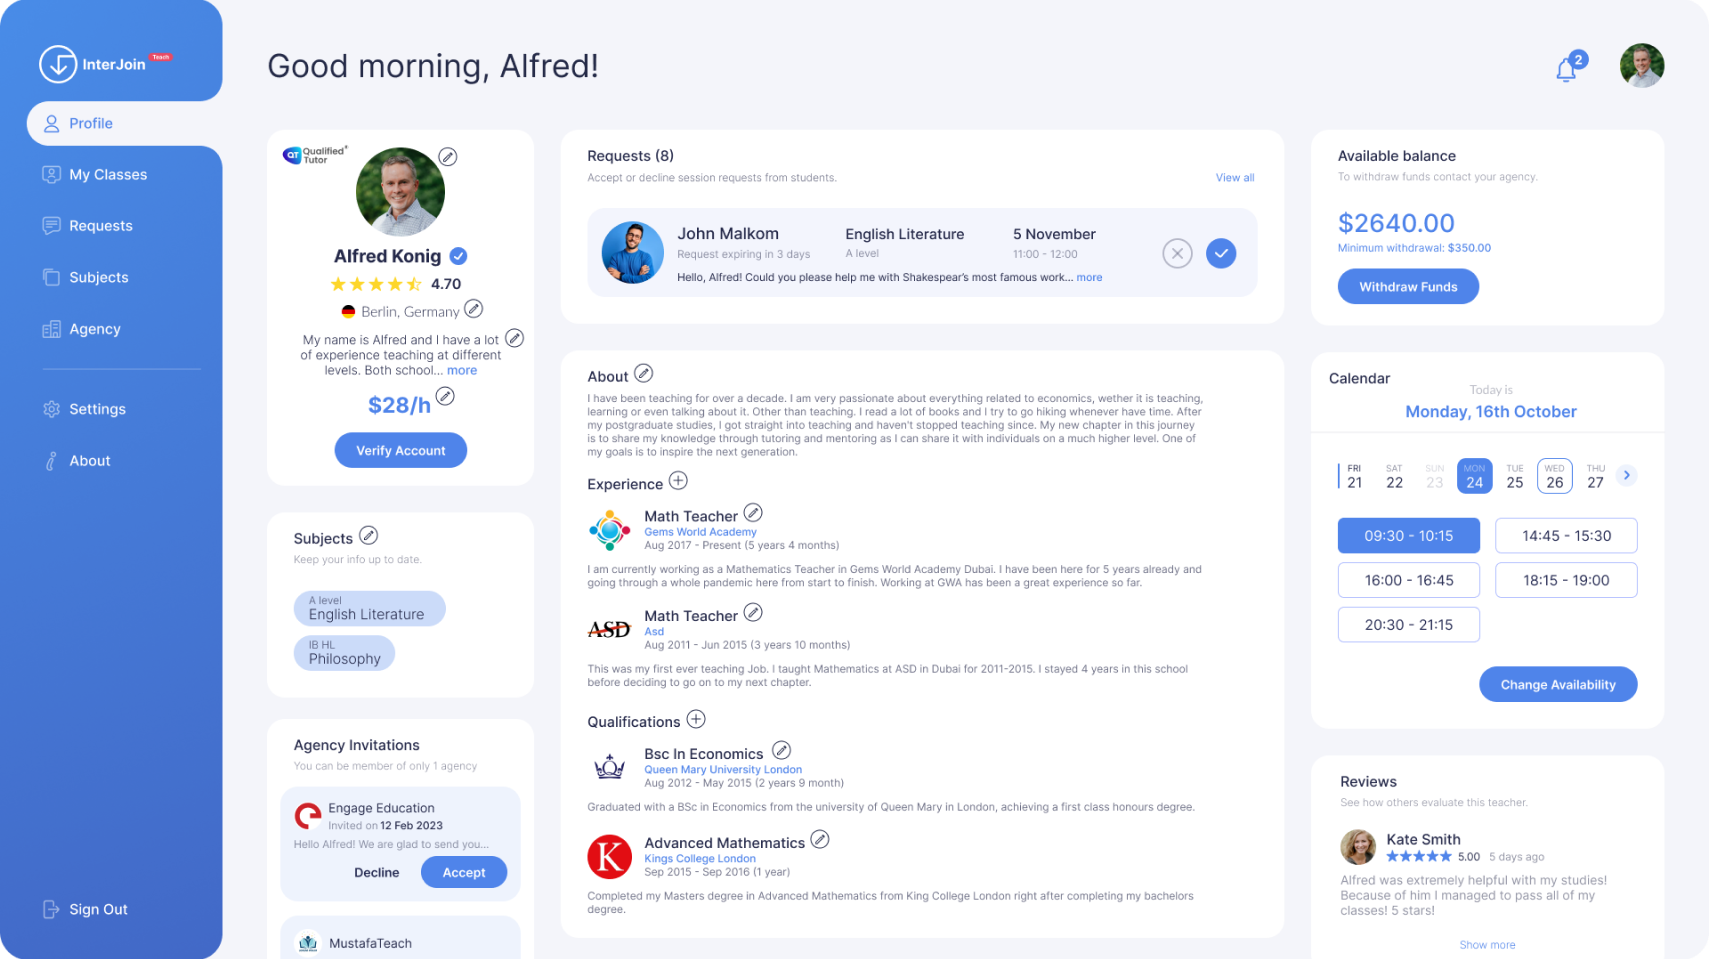 InterJoin
Teach
Profile
My Classes
Requests
Subjects
Agency
Settings
About
Sign Out
Good morning, Alfred!
2
QT
Qualified
Tutor
Alfred Konig
4.70
Berlin, Germany
My name is Alfred and I have a lot
of experience teaching at different
levels. Both school... more
$28/h
Verify Account
Subjects
Keep your info up to date.
A level
English Literature
IB HL
Philosophy
Agency Invitations
You can be member of only 1 agency
Engage Education
Invited on 12 Feb 2023
Hello Alfred! We are glad to send you...
Decline
Accept
MustafaTeach
Requests (8)
Accept or decline session requests from students.
View all
John Malkom
Request expiring in 3 days
English Literature
A level
5 November
11:00 - 12:00
Hello, Alfred! Could you please help me with Shakespear's most famous work... more
About
I have been teaching for over a decade. I am very passionate about everything related to economics, wether it is teaching,
learning or even talking about it. Other than teaching. I read a lot of books and I try to go hiking whenever have time. After
my postgraduate studies, I got straight into teaching and haven't stopped teaching since. My new chapter in this journey
is to share my knowledge through tutoring and mentoring as I can share it with individuals on a much higher level. One of
my goals is to inspire the next generation.
Experience
Math Teacher
Gems World Academy
Aug 2017 - Present (5 years 4 months)
I am currently working as a Mathematics Teacher in Gems World Academy Dubai. I have been here for 5 years already and
going through a whole pandemic here from start to finish. Working at GWA has been a great experience so far.
ASD
Math Teacher
Asd
Aug 2011 - Jun 2015 (3 years 10 months)
This was my first ever teaching Job. I taught Mathematics at ASD in Dubai for 2011-2015. I stayed 4 years in this school
before deciding to go on to my next chapter.
Qualifications
Bsc In Economics
Queen Mary University London
Aug 2012 - May 2015 (2 years 9 month)
Graduated with a BSc in Economics from the university of Queen Mary in London, achieving a first class honours degree.
K
Advanced Mathematics
Kings College London
Sep 2015 - Sep 2016 (1 year)
Completed my Masters degree in Advanced Mathematics from King College London right after completing my bachelors
degree.
Available balance
To withdraw funds contact your agency.
$2640.00
Minimum withdrawal: $350.00
Withdraw Funds
Calendar
Today is
Monday, 16th October
FRI SAT SUN MON TUE WED THU
21 22 23 24 25 26 27
09:30 - 10:15
14:45 - 15:30
16:00 - 16:45
18:15 - 19:00
20:30 - 21:15
Change Availability
Reviews
See how others evaluate this teacher.
Kate Smith
5.00 5 days ago
Alfred was extremely helpful with my studies!
Because of him I managed to pass all of my
classes! 5 stars!
Show more